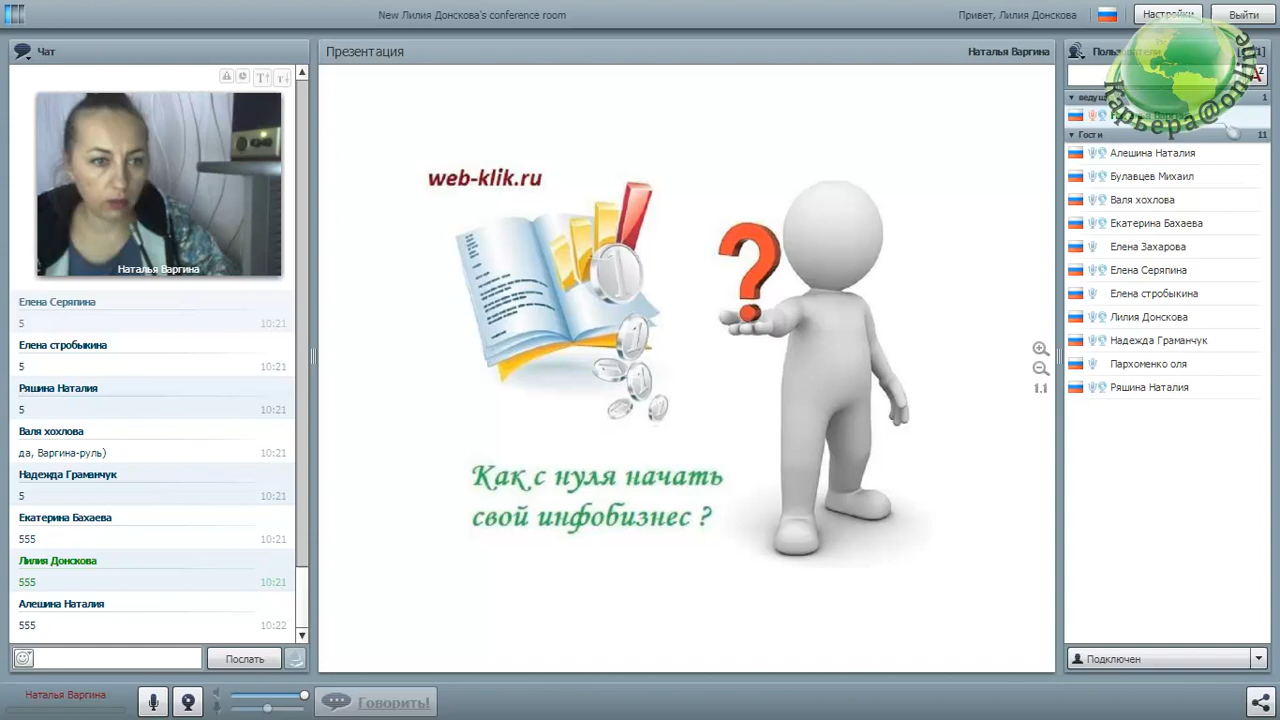 New Лилия Донскова's conference room
Привет, Лилия Донскова
Настройки
Выйти
Чат
Наталья Варгина
Елена Серяпина
5
10:21
Елена стробыкина
5
10:21
Ряшина Наталия
5
10:21
Валя хохлова
да, Варгина-руль)
10:21
Надежда Граманчук
5
10:21
Екатерина Бахаева
555
10:21
Лилия Донскова
555
10:21
Алешина Наталия
555
10:22
Послать
Презентация
Наталья Варгина
web-klik.ru
Как с нуля начать
свой инфобизнес ?
1.1
Карьера@online
1
Гости
11
Алешина Наталия
Булавцев Михаил
Валя хохлова
Екатерина Бахаева
Елена Захарова
Елена Серяпина
Елена стробыкина
Лилия Донскова
Надежда Граманчук
Пархоменко оля
Ряшина Наталия
Подключен
Наталья Варгина
Говорить!